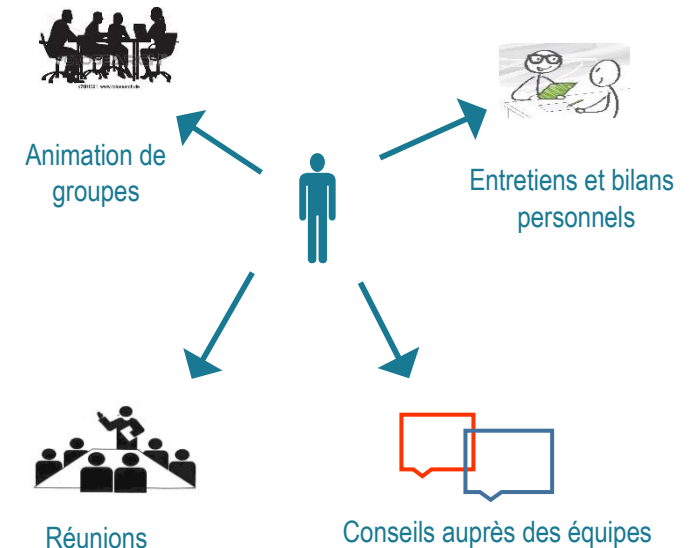 Animation de
groupes
Entretiens et bilans
personnels
Réunions
Conseils auprès des équipes